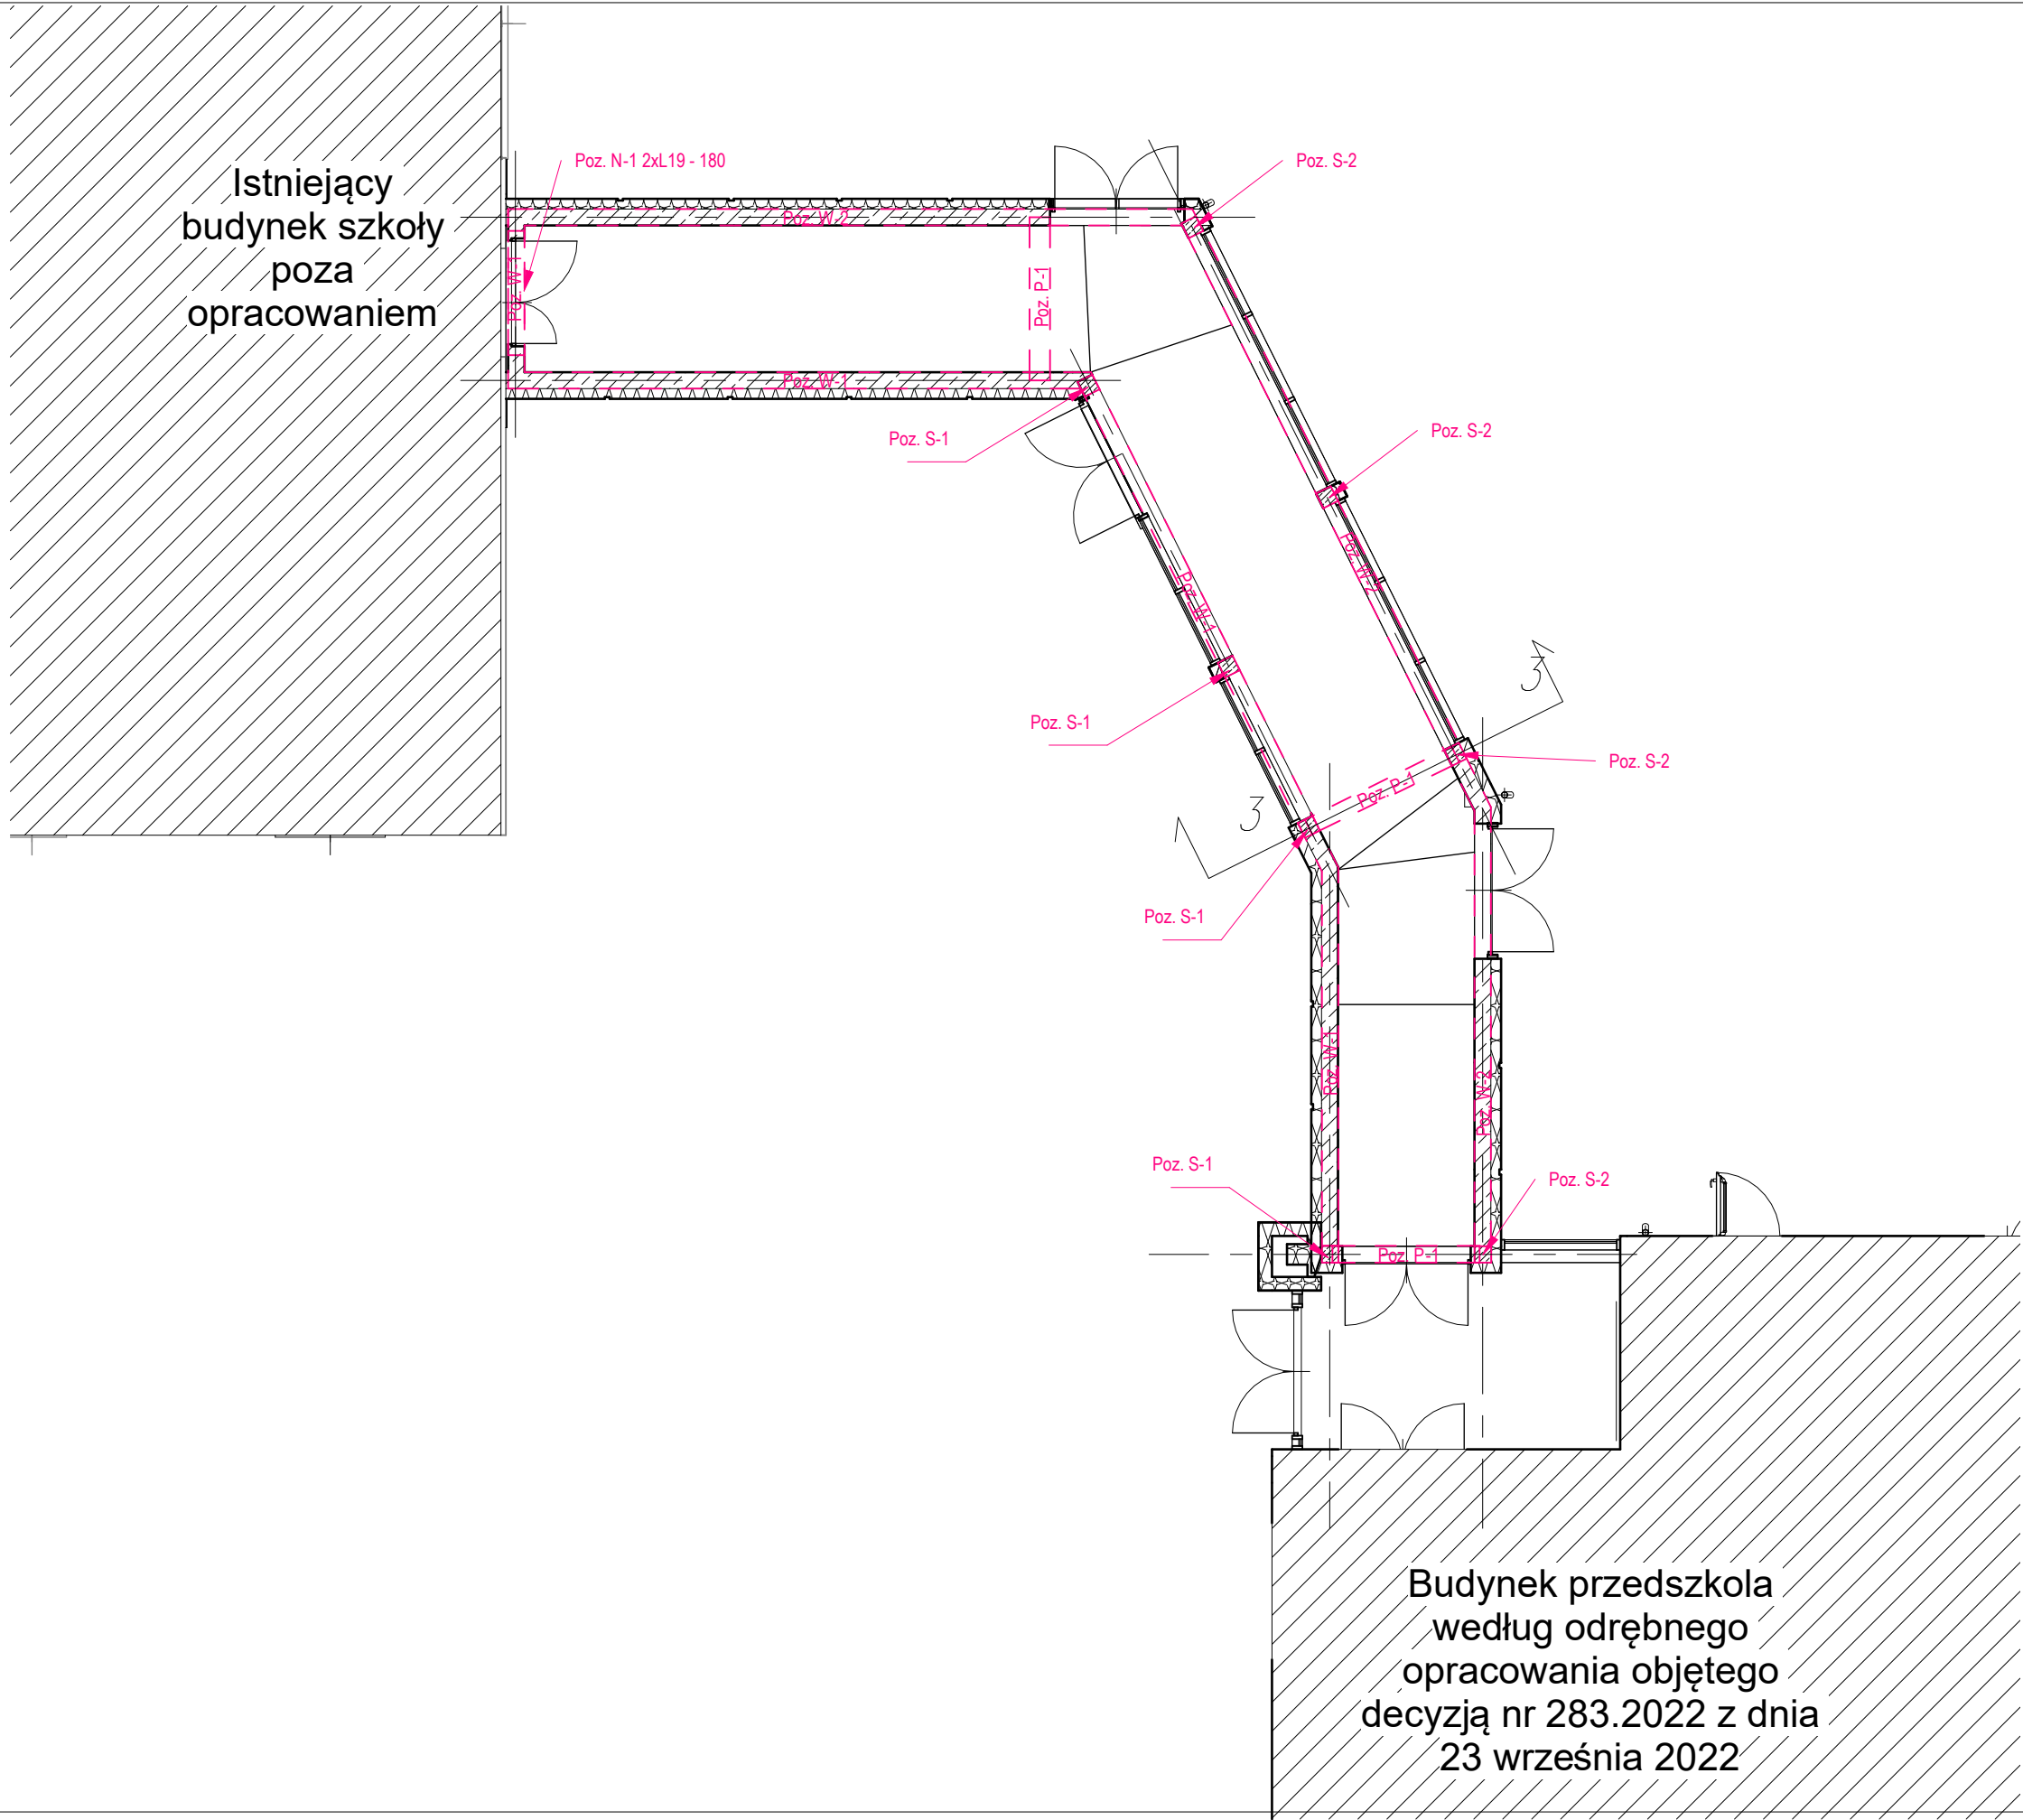 Poz. N-1 2xL19 - 180
Poz. S-2
Istniejący
budynek szkoły
poza
opracowaniem
Poz. W-2
Poz. W-1
Poz. P-1
Poz. W-1
Poz. S-1
Poz. S-2
Poz. W-2
Poz. W-1
3
Poz. S-1
Poz. S-2
Poz. P-1
3
Poz. S-1
Poz. W-1
Poz. W-2
Poz. S-1
Poz. S-2
Poz. P-1
Budynek przedszkola
według odrębnego
opracowania objętego
decyzją nr 283.2022 z dnia
23 września 2022